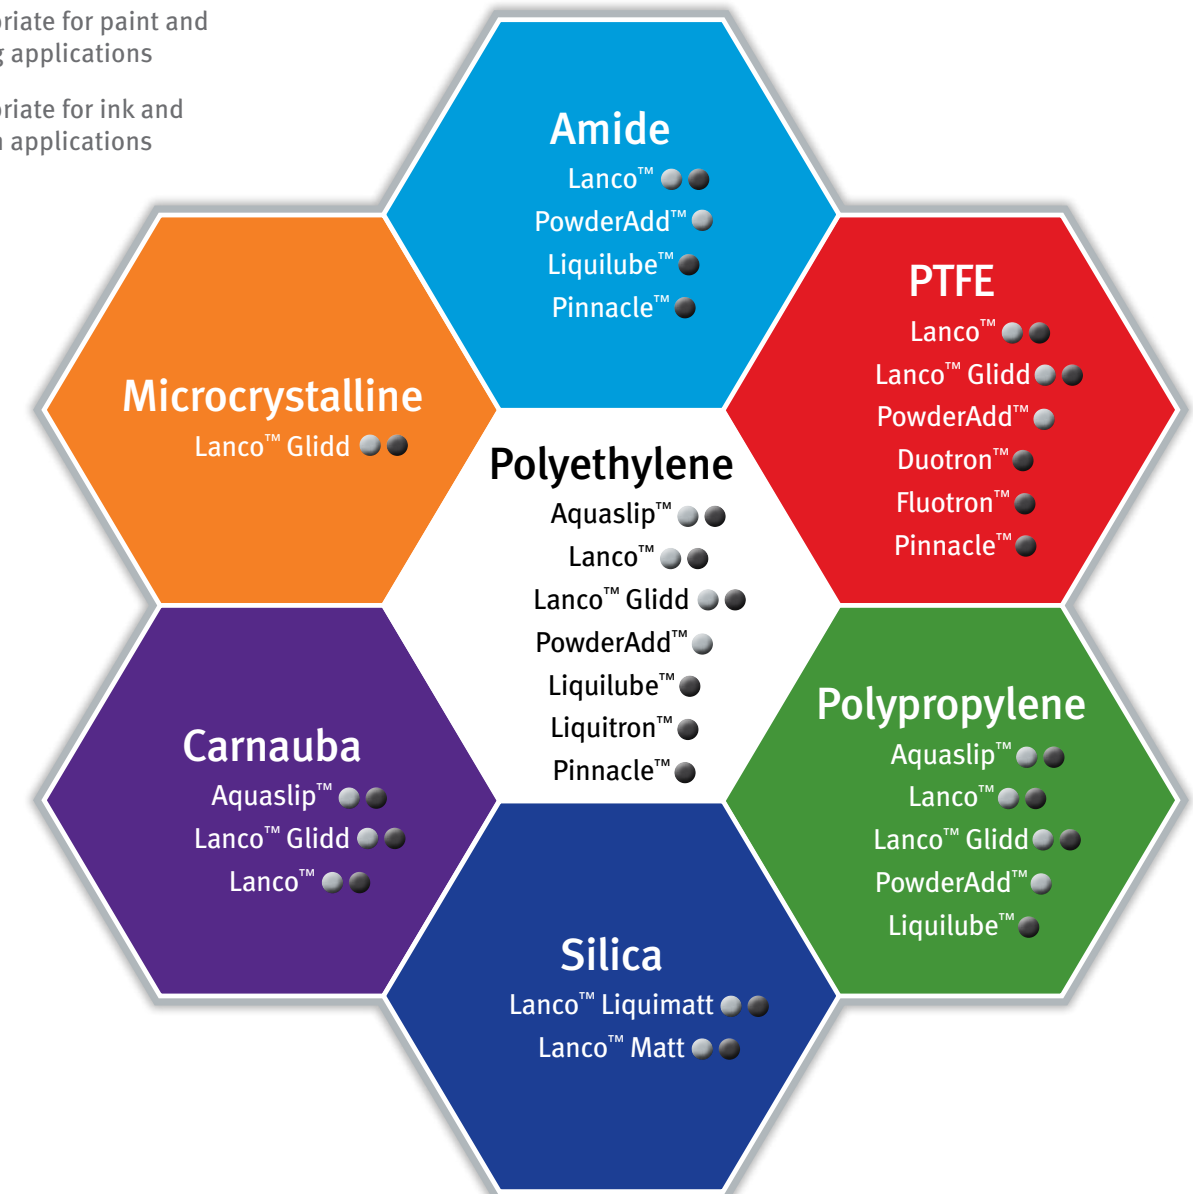 riate for paint and
applications
riate for ink and
applications
Amide
Lanco™
PowderAdd™
Liquilube™
Pinnacle™
PTFE
Lanco™
Lanco™ Glidd
PowderAdd™
Duotron™
Fluotron™
Pinnacle™
Microcrystalline
Lanco™ Glidd
Polyethylene
Aquaslip™
Lanco™
Lanco™ Glidd
PowderAdd™
Liquilube™
Liquitron™
Pinnacle™
Polypropylene
Aquaslip™
Lanco™
Lanco™ Glidd
PowderAdd™
Liquilube™
Carnauba
Aquaslip™
Lanco™ Glidd
Lanco™
Silica
Lanco™ Liquimatt
Lanco™ Matt